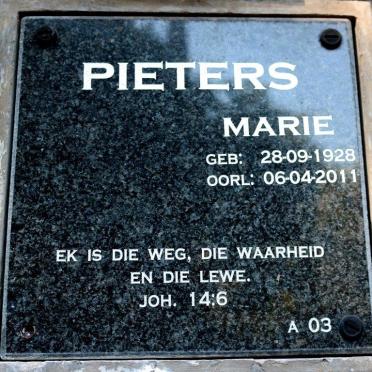 PIETERS
MARIE
GEB: 28-09-1928
OORL: 06-04-2011
EK IS DIE WEG, DIE WAARHEID
EN DIE LEWE.
JOH. 14:6
A 03